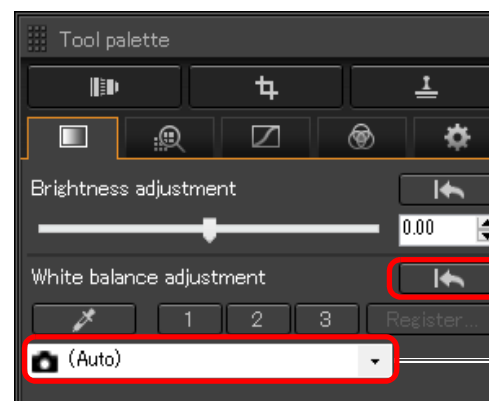 Tool palette
Brightness adjustment
0.00
White balance adjustment
1 2 3 Register...
(Auto)